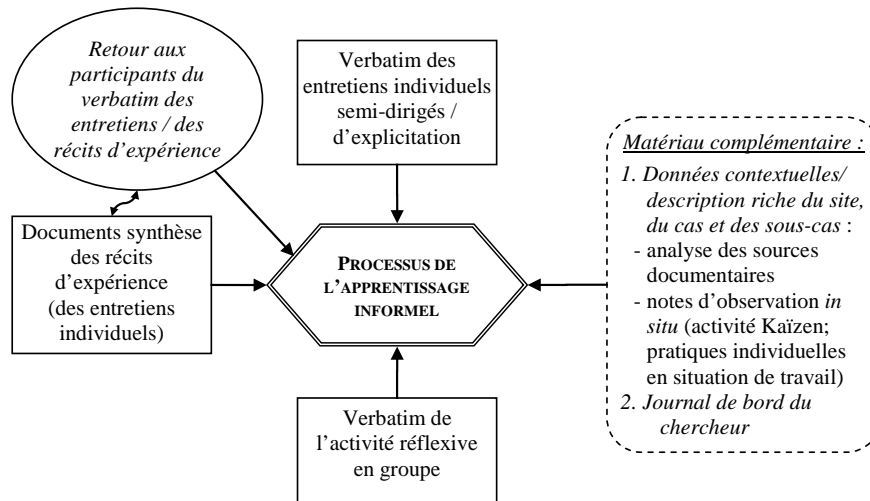 Retour aux
participants du
verbatim des
entretiens / des
récits d'expérience
Verbatim des
entretiens individuels
semi-dirigés /
d'explicitation
Documents synthèse
des récits
d'expérience
(des entretiens
individuels)
PROCESSUS DE
L'APPRENTISSAGE
INFORMEL
Verbatim de
l'activité réflexive
en groupe
Matériau complémentaire :
1. Données contextuelles/
description riche du site,
du cas et des sous-cas :
- analyse des sources
documentaires
- notes d'observation in
situ (activité Kaïzen;
pratiques individuelles
en situation de travail)
2. Journal de bord du
chercheur